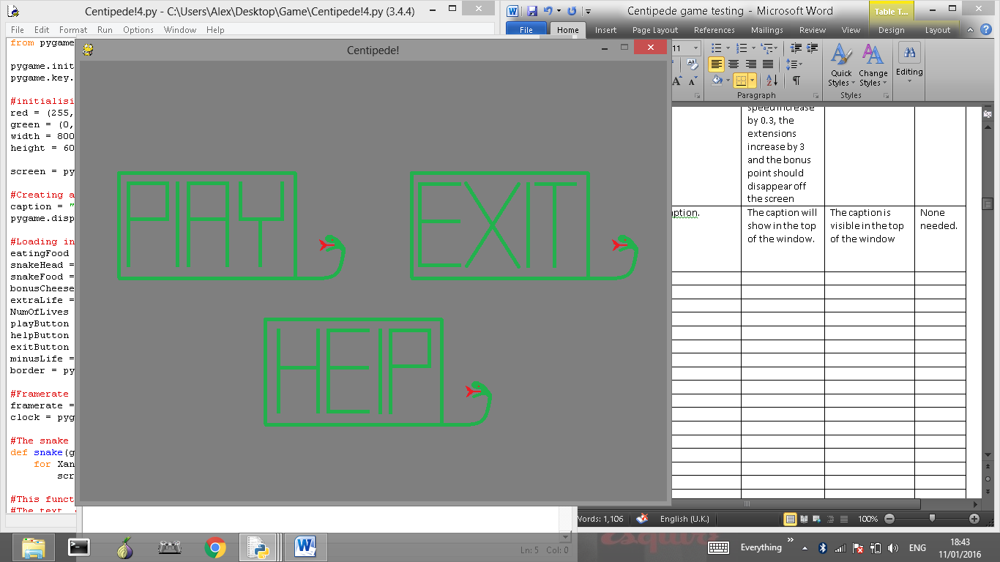 Centipede!4.py - C:\Users\Alex\Desktop\Game\Centipede!4.py (3.4.4)
File Edit Format Run Options Window Help
from pygame
pygame.init
pygame.key.
#initialisi
red = (255,
green = (0,
width = 800
height = 60
screen = py
#Creating a
caption = "
pygame.disp
#Loading in
eatingFood
snakeHead =
snakeFood =
bonusCheese
extraLife =
NumOfLives
playButton
helpButton
exitButton
minusLife =
border = py
#Framerate
framerate =
clock = pyg
#The snake
def snake(g
for Xan
scr
#This funct
#The text
Ln: 5 Col: 0
Centipede!
PlAY
EXIT
HElP
Centipede game testing - Microsoft Word
Table T...
File Home Insert Page Layout References Mailings Review View Design Layout
11
Quick Styles
Change Styles
Editing
Paragraph
Styles
speed increase
by 0.3, the
extensions
increase by 3
and the bonus
point should
disappear off
the screen
aption.
The caption will
show in the top
of the window.
The caption is
visible in the top
of the window
None
needed.
Words: 1,106
English (U.K.)
100%
Everything
ENG
18:43
11/01/2016